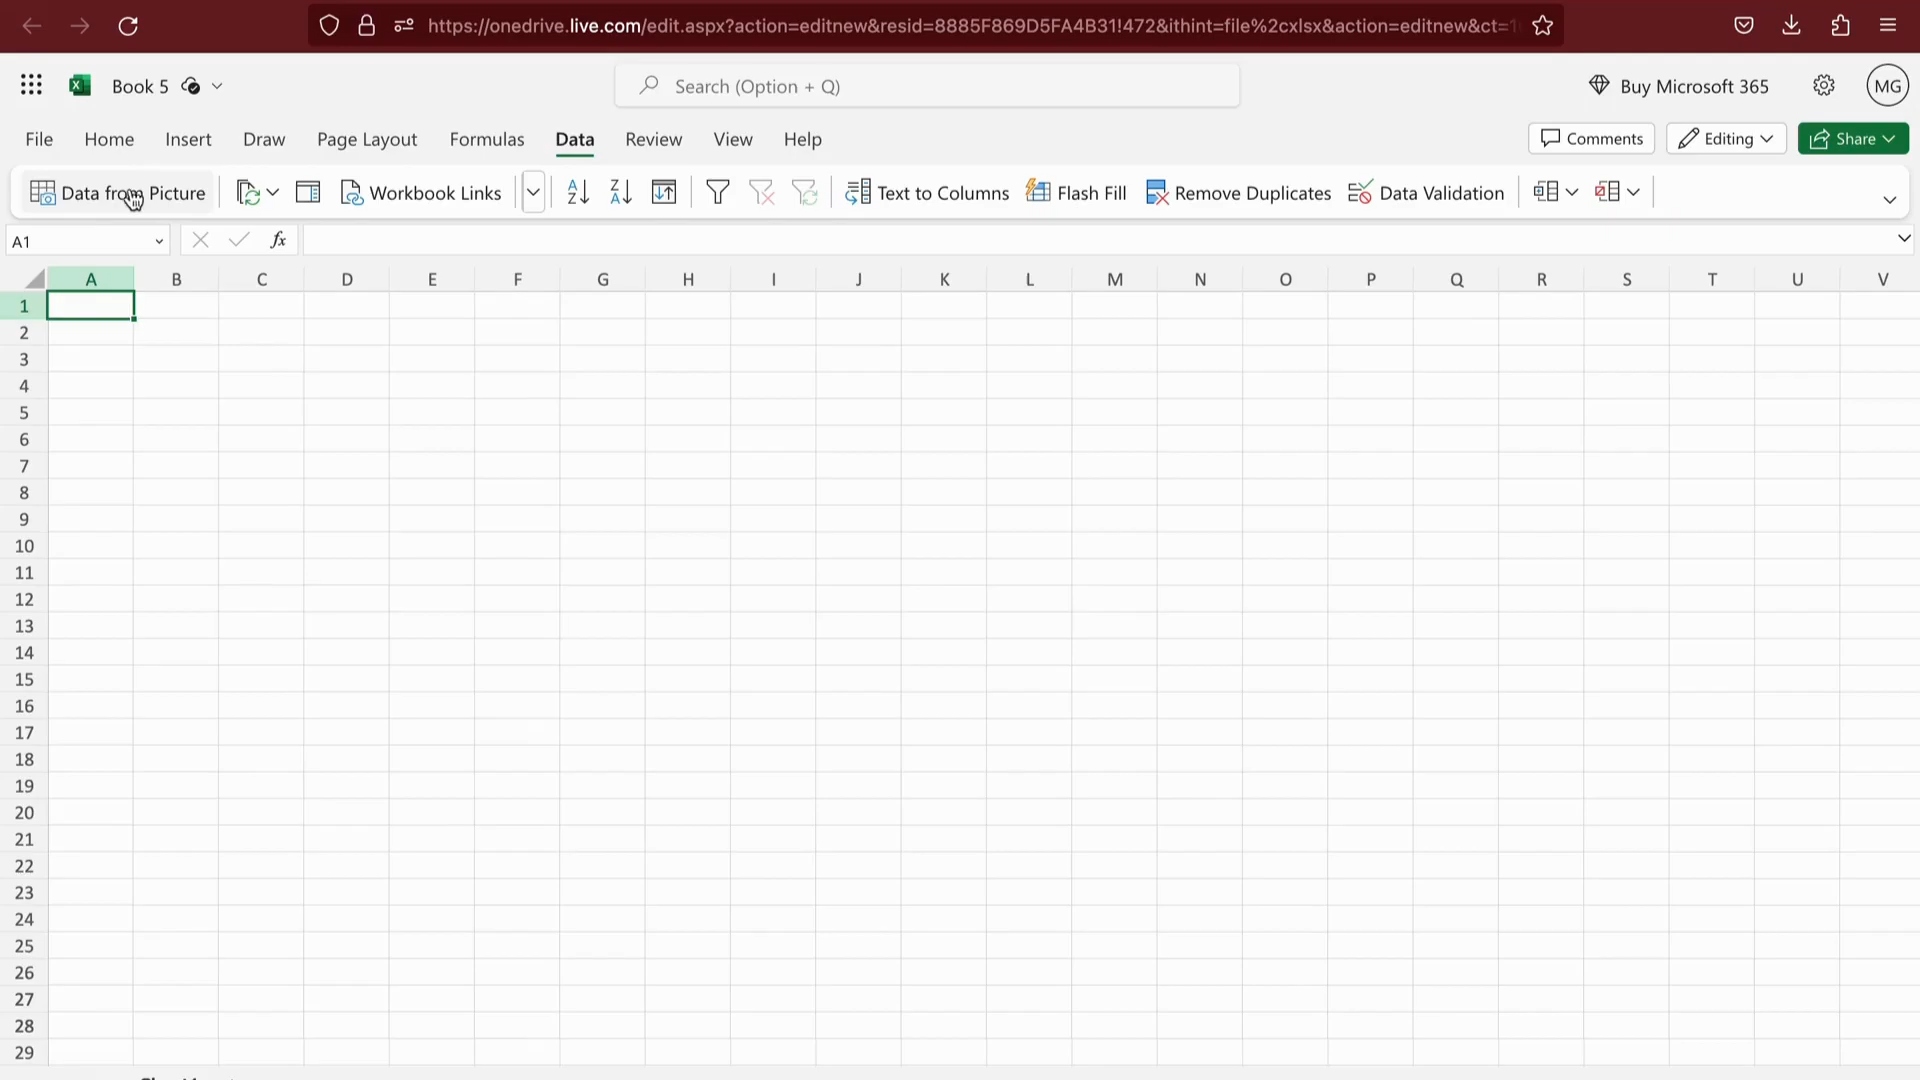 https://onedrive.live.com/edit.aspx?action=editnew&resid=8885F869D5FA4B31!472&ithint=file%2cxlsx&action=editnew&ct=
Book 5
Search (Option + Q)
Buy Microsoft 365
MG
File Home Insert Draw Page Layout Formulas Data Review View Help
Comments Editing Share
Data from Picture Workbook Links Text to Columns Flash Fill Remove Duplicates Data Validation
A1 fx
A B C D E F G H I J K L M N O P Q R S T U V
1
2
3
4
5
6
7
8
9
10
11
12
13
14
15
16
17
18
19
20
21
22
23
24
25
26
27
28
29